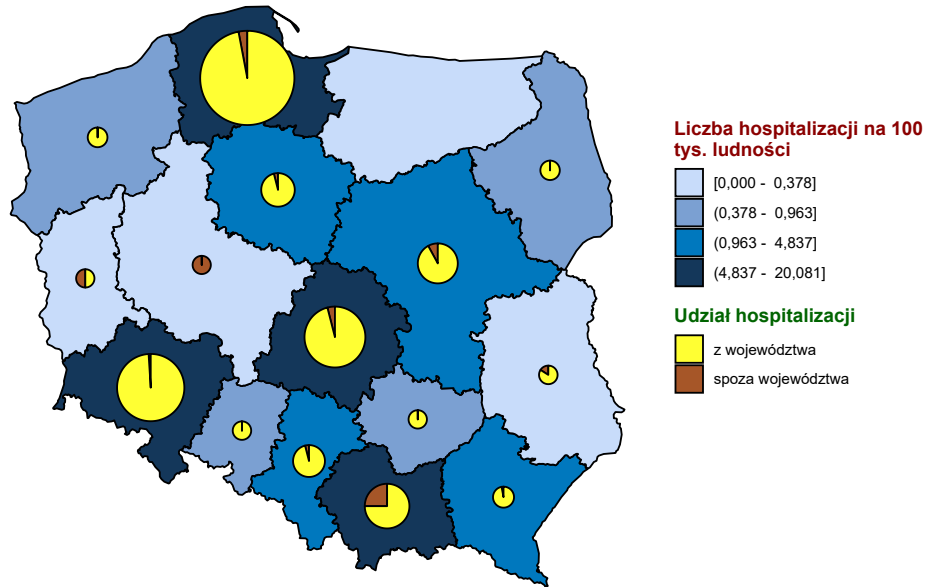 Liczba hospitalizacji na 100
tys. ludności
[0,000 - 0,378]
(0,378 - 0,963]
(0,963 - 4,837]
(4,837 - 20,081]
Udział hospitalizacji
z województwa
spoza województwa